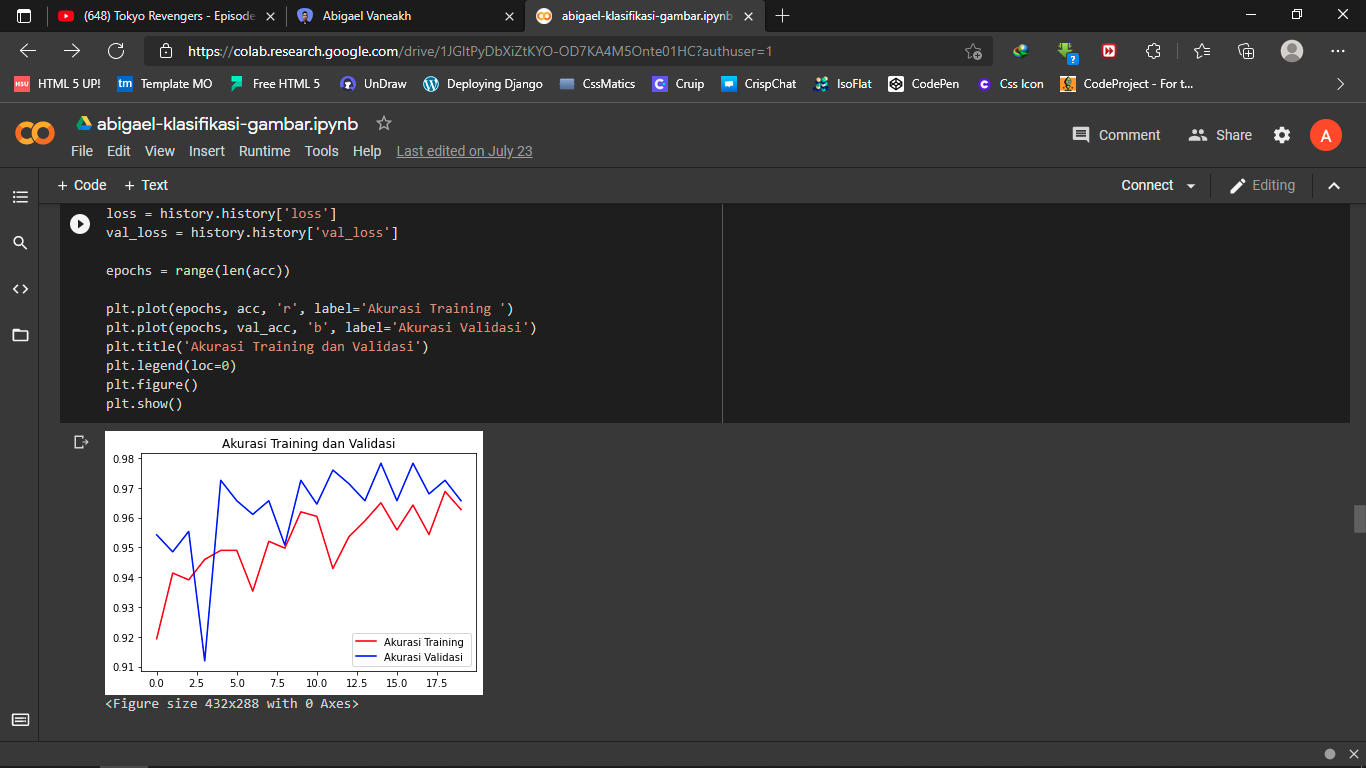 (648) Tokyo Revengers - Episode
Abigael Vaneakh
abigael-klasifikasi-gambar.ipynb
https://colab.research.google.com/drive/1JGltPyDbXiZtKYO-OD7KA4M5Onte01HC?authuser=1
HTML 5 UP!
tm Template MO
Free HTML 5
UnDraw
Deploying Django
CssMatics
Cruip
CrispChat
IsoFlat
CodePen
Css Icon
CodeProject - For t...
abigael-klasifikasi-gambar.ipynb
Comment
Share
A
File Edit View Insert Runtime Tools Help Last edited on July 23
+ Code + Text
Connect
Editing
loss = history.history['loss']
val_loss = history.history['val_loss']
epochs = range(len(acc))
plt.plot(epochs, acc, 'r', label='Akurasi Training ')
plt.plot(epochs, val_acc, 'b', label='Akurasi Validasi')
plt.title('Akurasi Training dan Validasi')
plt.legend(loc=0)
plt.figure()
plt.show()
Akurasi Training dan Validasi
0.98
0.97
0.96
0.95
0.94
0.93
0.92
0.91
Akurasi Training
Akurasi Validasi
0.0 2.5 5.0 7.5 10.0 12.5 15.0 17.5
<Figure size 432x288 with 0 Axes>